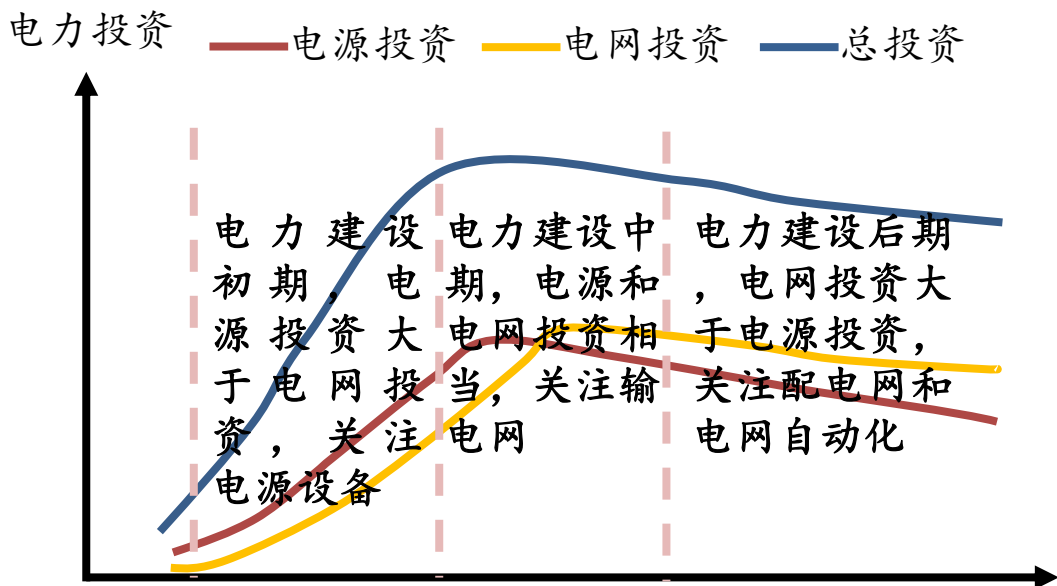 电力投资
电源投资
电网投资
总投资
电力建设
初期，电
源投资大
于电网投
资，关注
电源设备
电力建设中
期，电源和
电网投资相
当，关注输
电网
电力建设后期
，电网投资大
于电源投资，
关注配电网和
电网自动化